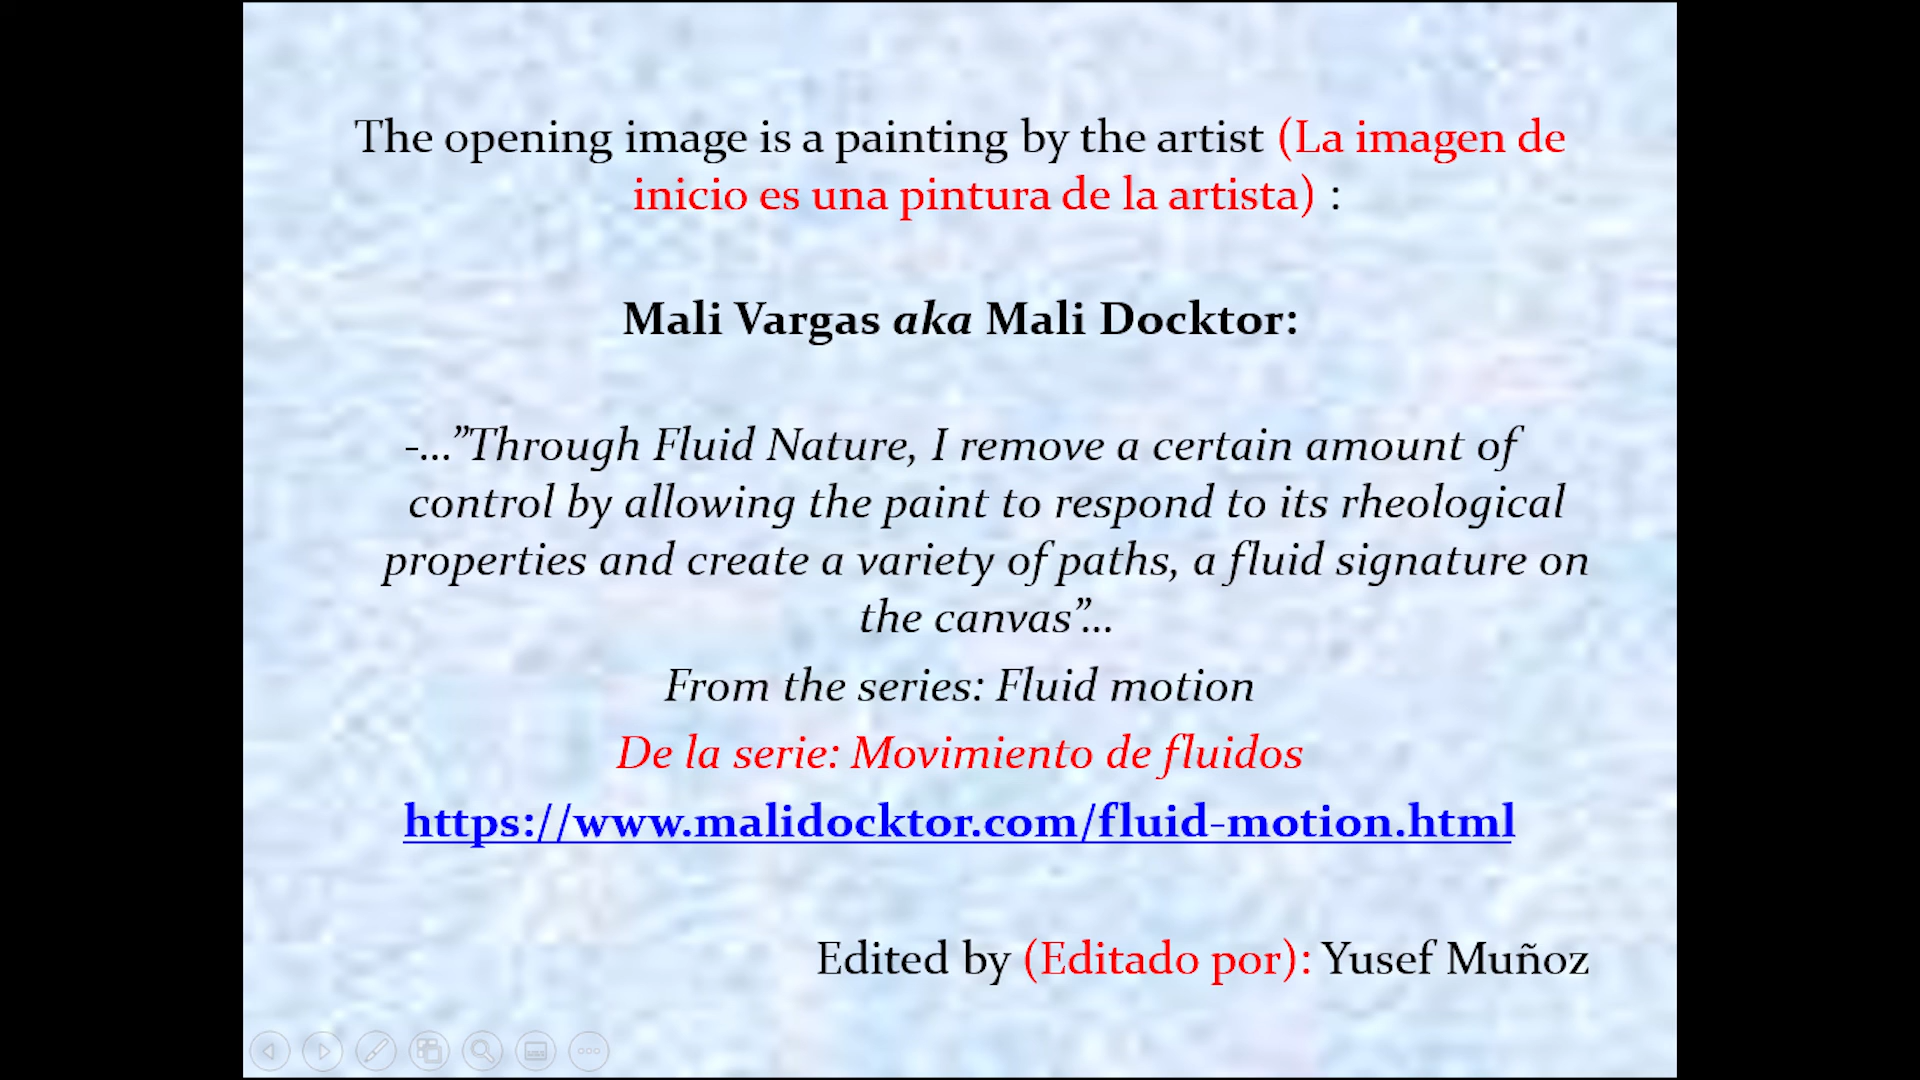 The opening image is a painting by the artist (La imagen de
inicio es una pintura de la artista) :
Mali Vargas aka Mali Docktor:
-...”Through Fluid Nature, I remove a certain amount of
control by allowing the paint to respond to its rheological
properties and create a variety of paths, a fluid signature on
the canvas”...
From the series: Fluid motion
De la serie: Movimiento de fluidos
https://www.malidocktor.com/fluid-motion.html
Edited by (Editado por): Yusef Muñoz